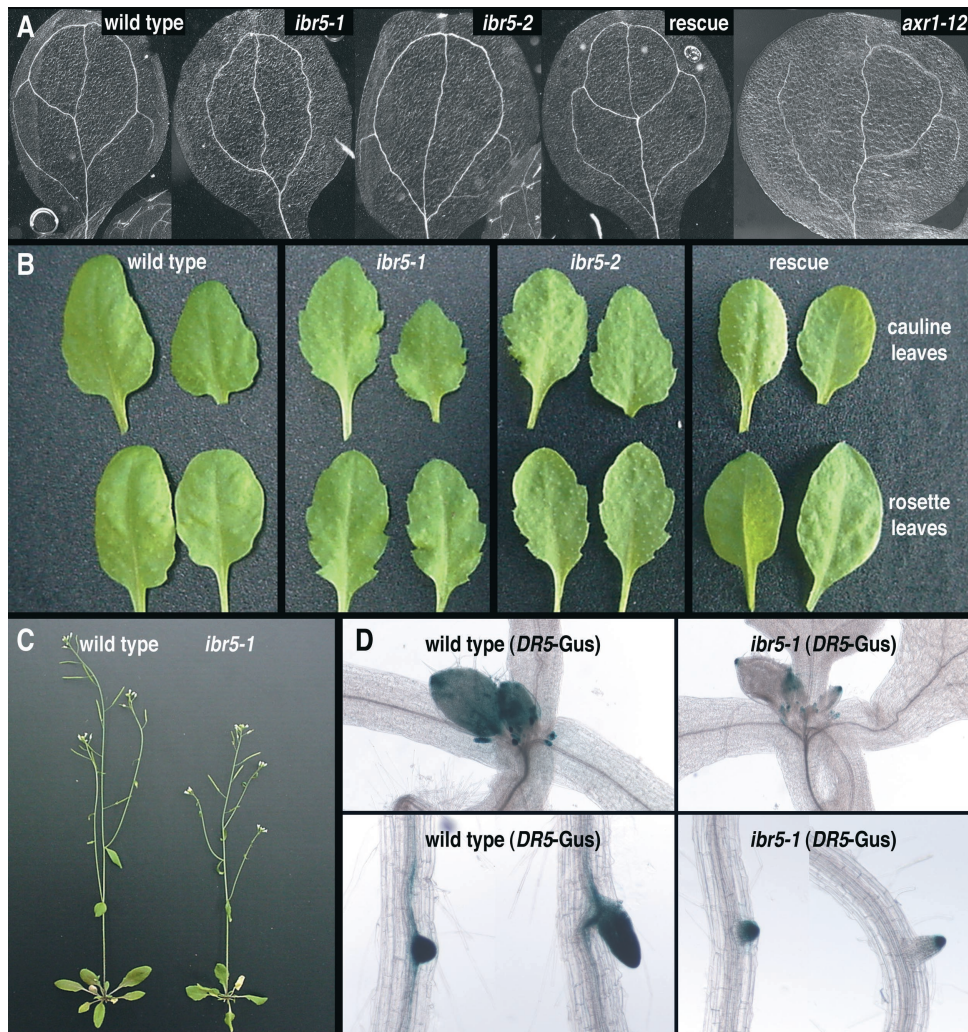 A
wild type
ibr5-1
ibr5-2
rescue
axr1-12
B
wild type
ibr5-1
ibr5-2
rescue
cauline
leaves
rosette
leaves
C
wild type
ibr5-1
D
wild type (DR5-Gus)
ibr5-1 (DR5-Gus)
wild type (DR5-Gus)
ibr5-1 (DR5-Gus)